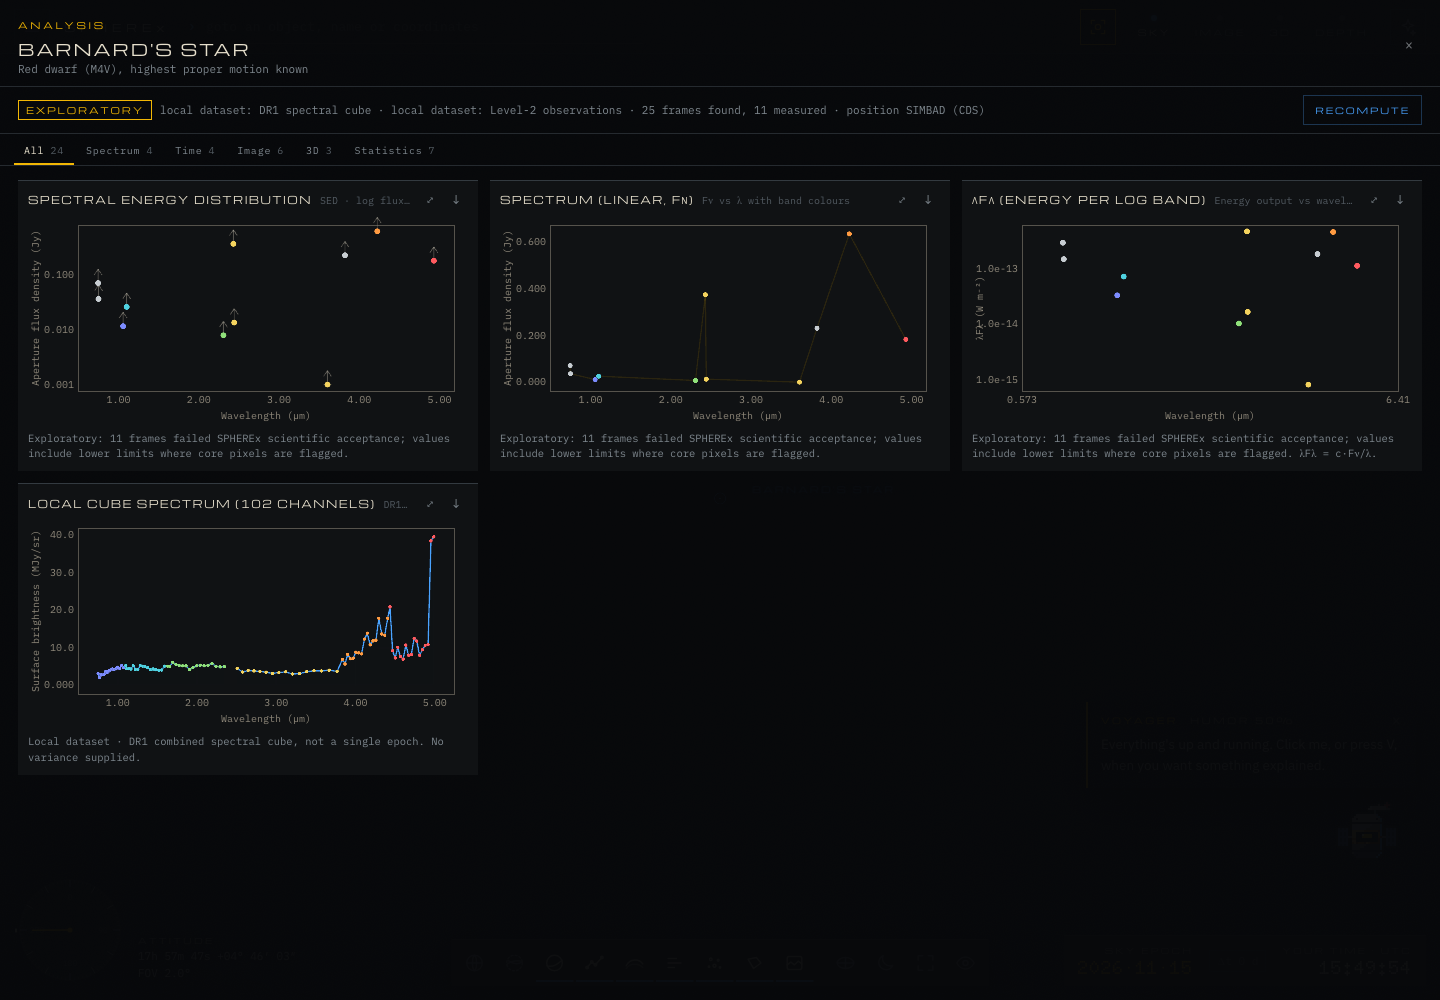 ANALYSIS
BARNARD'S STAR
Red dwarf (M4V), highest proper motion known
×
EXPLORATORY
local dataset: DR1 spectral cube · local dataset: Level-2 observations · 25 frames found, 11 measured · position SIMBAD (CDS)
RECOMPUTE
All 24 Spectrum 4 Time 4 Image 6 3D 3 Statistics 7
SPECTRAL ENERGY DISTRIBUTION SED · log flux…
Aperture flux density (Jy)
0.100
0.010
0.001
1.00 2.00 3.00 4.00 5.00
Wavelength (μm)
Exploratory: 11 frames failed SPHEREx scientific acceptance; values
include lower limits where core pixels are flagged.
SPECTRUM (LINEAR, Fν) Fν vs λ with band colours
Aperture flux density (Jy)
0.600
0.400
0.200
0.000
1.00 2.00 3.00 4.00 5.00
Wavelength (μm)
Exploratory: 11 frames failed SPHEREx scientific acceptance; values
include lower limits where core pixels are flagged.
λFλ (ENERGY PER LOG BAND) Energy output vs wavel…
λFλ (W m⁻²)
1.0e-13
1.0e-14
1.0e-15
0.573 6.41
Wavelength (μm)
Exploratory: 11 frames failed SPHEREx scientific acceptance; values
include lower limits where core pixels are flagged. λFλ = c·Fν/λ.
LOCAL CUBE SPECTRUM (102 CHANNELS) DR1…
Surface brightness (MJy/sr)
40.0
30.0
20.0
10.0
0.000
1.00 2.00 3.00 4.00 5.00
Wavelength (μm)
Local dataset · DR1 combined spectral cube, not a single epoch. No
variance supplied.
2026 11 15
15:49:54